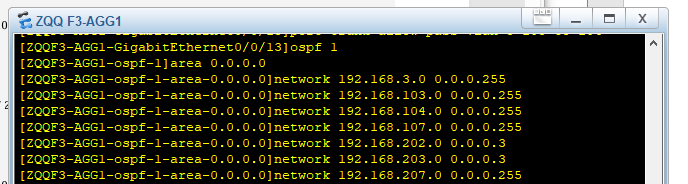 ZQQ F3-AGG1
[ZQQF3-AGG1-GigabitEthernet0/0/13]ospf 1
[ZQQF3-AGG1-ospf-1]area 0.0.0.0
[ZQQF3-AGG1-ospf-1-area-0.0.0.0]network 192.168.3.0 0.0.0.255
[ZQQF3-AGG1-ospf-1-area-0.0.0.0]network 192.168.103.0 0.0.0.255
[ZQQF3-AGG1-ospf-1-area-0.0.0.0]network 192.168.104.0 0.0.0.255
[ZQQF3-AGG1-ospf-1-area-0.0.0.0]network 192.168.107.0 0.0.0.255
[ZQQF3-AGG1-ospf-1-area-0.0.0.0]network 192.168.202.0 0.0.0.3
[ZQQF3-AGG1-ospf-1-area-0.0.0.0]network 192.168.203.0 0.0.0.3
[ZQQF3-AGG1-ospf-1-area-0.0.0.0]network 192.168.207.0 0.0.0.255